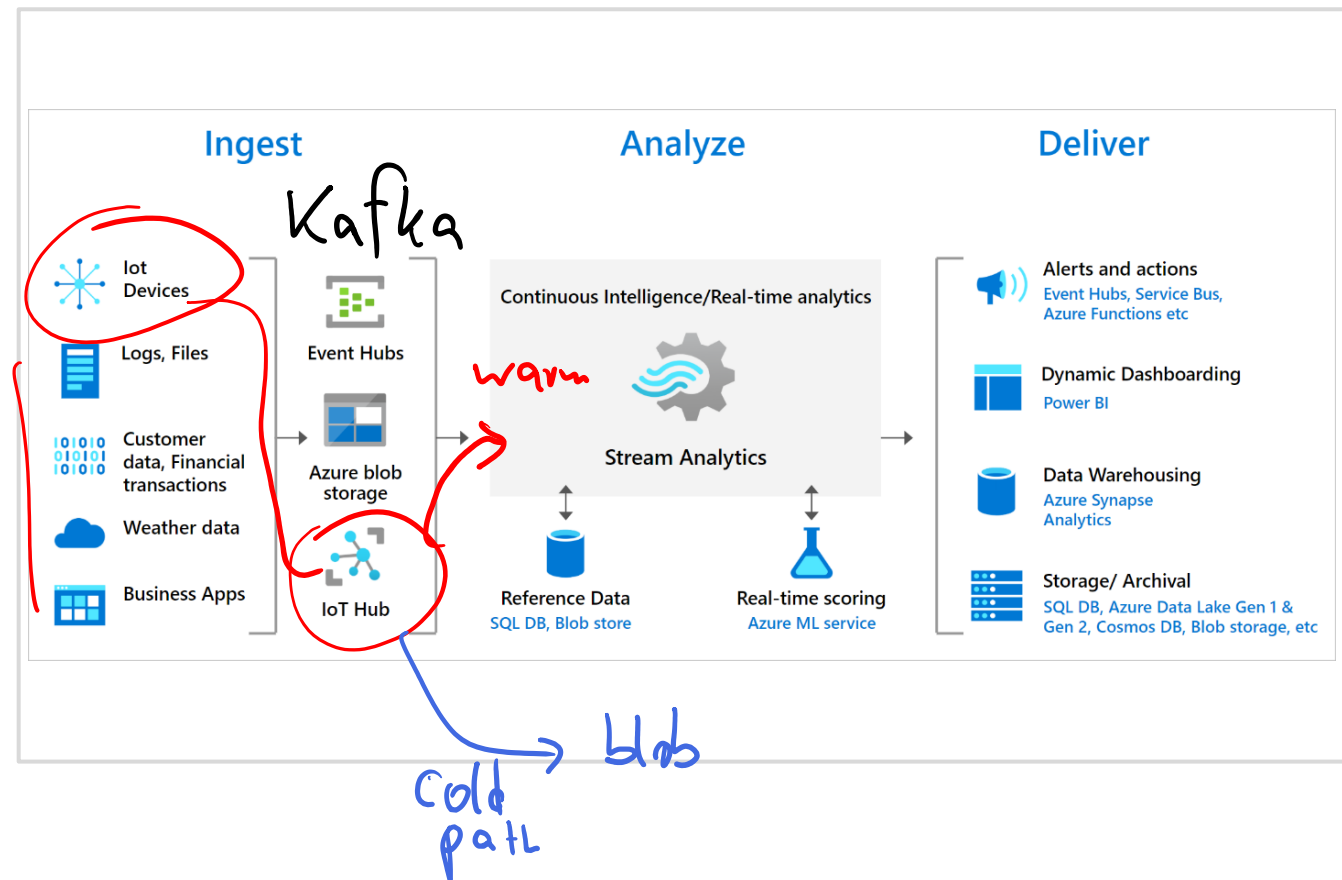 Ingest
Analyze
Deliver
Kafka
Iot
Devices
Logs, Files
Customer
data, Financial
transactions
Weather data
Business Apps
Event Hubs
Azure blob
storage
IoT Hub
warm
Continuous Intelligence/Real-time analytics
Stream Analytics
Reference Data
SQL DB, Blob store
Real-time scoring
Azure ML service
Alerts and actions
Event Hubs, Service Bus,
Azure Functions etc
Dynamic Dashboarding
Power BI
Data Warehousing
Azure Synapse
Analytics
Storage/ Archival
SQL DB, Azure Data Lake Gen 1 &
Gen 2, Cosmos DB, Blob storage, etc
blob
Cold
path